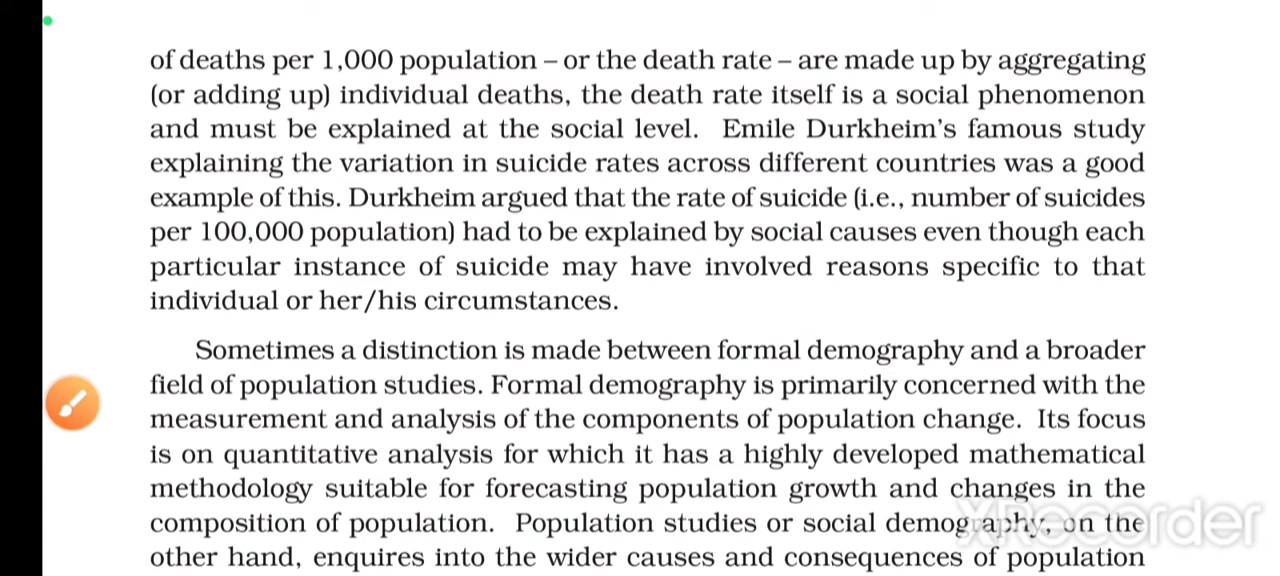 of deaths per 1,000 population – or the death rate – are made up by aggregating
(or adding up) individual deaths, the death rate itself is a social phenomenon
and must be explained at the social level.  Emile Durkheim's famous study
explaining the variation in suicide rates across different countries was a good
example of this. Durkheim argued that the rate of suicide (i.e., number of suicides
per 100,000 population) had to be explained by social causes even though each
particular instance of suicide may have involved reasons specific to that
individual or her/his circumstances.
Sometimes a distinction is made between formal demography and a broader
field of population studies. Formal demography is primarily concerned with the
measurement and analysis of the components of population change.  Its focus
is on quantitative analysis for which it has a highly developed mathematical
methodology suitable for forecasting population growth and changes in the
composition of population.  Population studies or social demography, on the
other hand, enquires into the wider causes and consequences of population
XRecorder